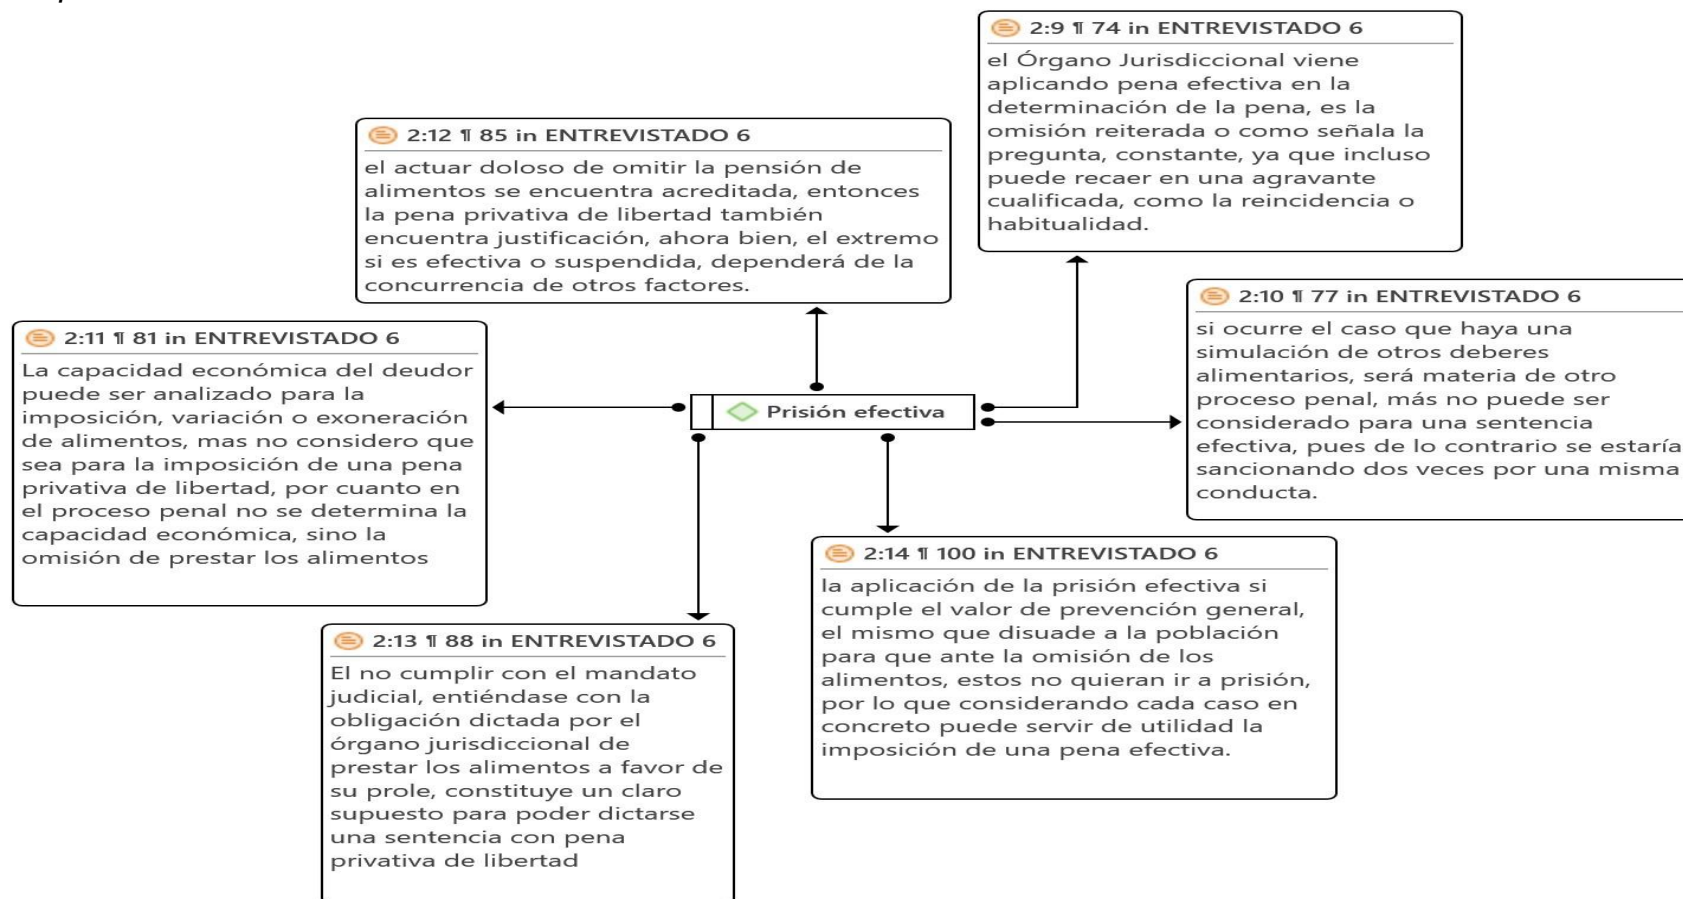 2:9 ¶ 74 in ENTREVISTADO 6
el Órgano Jurisdiccional viene
aplicando pena efectiva en la
determinación de la pena, es la
omisión reiterada o como señala la
pregunta, constante, ya que incluso
puede recaer en una agravante
cualificada, como la reincidencia o
habitualidad.
2:12 ¶ 85 in ENTREVISTADO 6
el actuar doloso de omitir la pensión de
alimentos se encuentra acreditada, entonces
la pena privativa de libertad también
encuentra justificación, ahora bien, el extremo
si es efectiva o suspendida, dependerá de la
concurrencia de otros factores.
2:10 ¶ 77 in ENTREVISTADO 6
si ocurre el caso que haya una
simulación de otros deberes
alimentarios, será materia de otro
proceso penal, más no puede ser
considerado para una sentencia
efectiva, pues de lo contrario se estaría
sancionando dos veces por una misma
conducta.
2:11 ¶ 81 in ENTREVISTADO 6
La capacidad económica del deudor
puede ser analizado para la
imposición, variación o exoneración
de alimentos, mas no considero que
sea para la imposición de una pena
privativa de libertad, por cuanto en
el proceso penal no se determina la
capacidad económica, sino la
omisión de prestar los alimentos
Prisión efectiva
2:14 ¶ 100 in ENTREVISTADO 6
la aplicación de la prisión efectiva si
cumple el valor de prevención general,
el mismo que disuade a la población
para que ante la omisión de los
alimentos, estos no quieran ir a prisión,
por lo que considerando cada caso en
concreto puede servir de utilidad la
imposición de una pena efectiva.
2:13 ¶ 88 in ENTREVISTADO 6
El no cumplir con el mandato
judicial, entiéndase con la
obligación dictada por el
órgano jurisdiccional de
prestar los alimentos a favor de
su prole, constituye un claro
supuesto para poder dictarse
una sentencia con pena
privativa de libertad